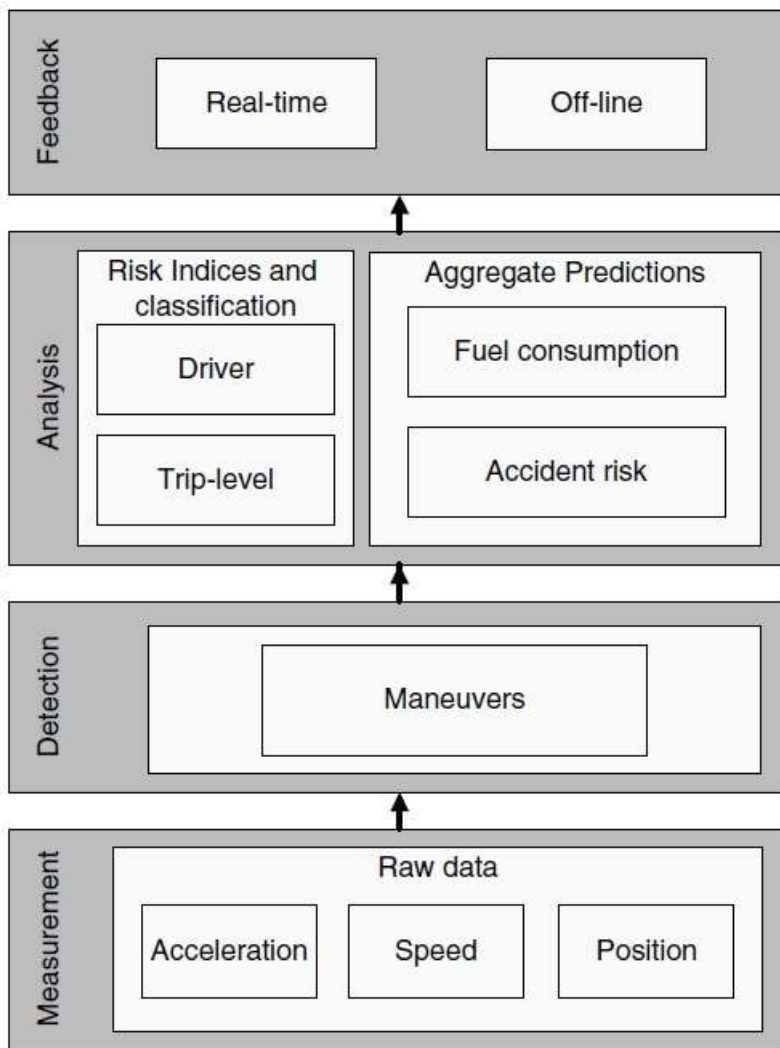 Feedback
Real-time
Off-line
Analysis
Risk Indices and
classification
Driver
Trip-level
Aggregate Predictions
Fuel consumption
Accident risk
Detection
Maneuvers
Measurement
Raw data
Acceleration
Speed
Position